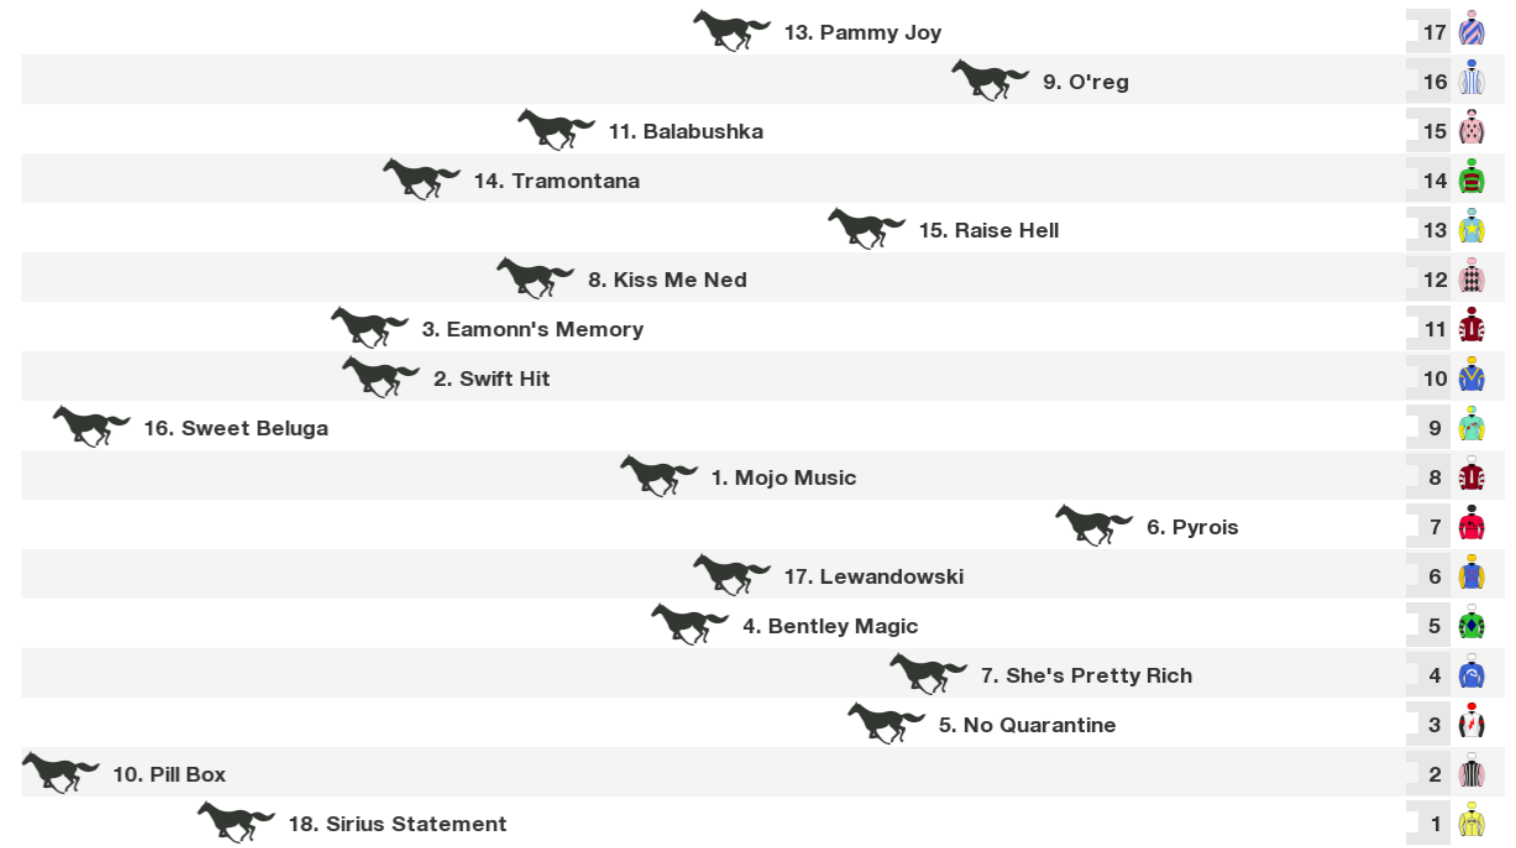 13. Pammy Joy 17
9. O'reg 16
11. Balabushka 15
14. Tramontana 14
15. Raise Hell 13
8. Kiss Me Ned 12
3. Eamonn's Memory 11
2. Swift Hit 10
16. Sweet Beluga 9
1. Mojo Music 8
6. Pyrois 7
17. Lewandowski 6
4. Bentley Magic 5
7. She's Pretty Rich 4
5. No Quarantine 3
10. Pill Box 2
18. Sirius Statement 1